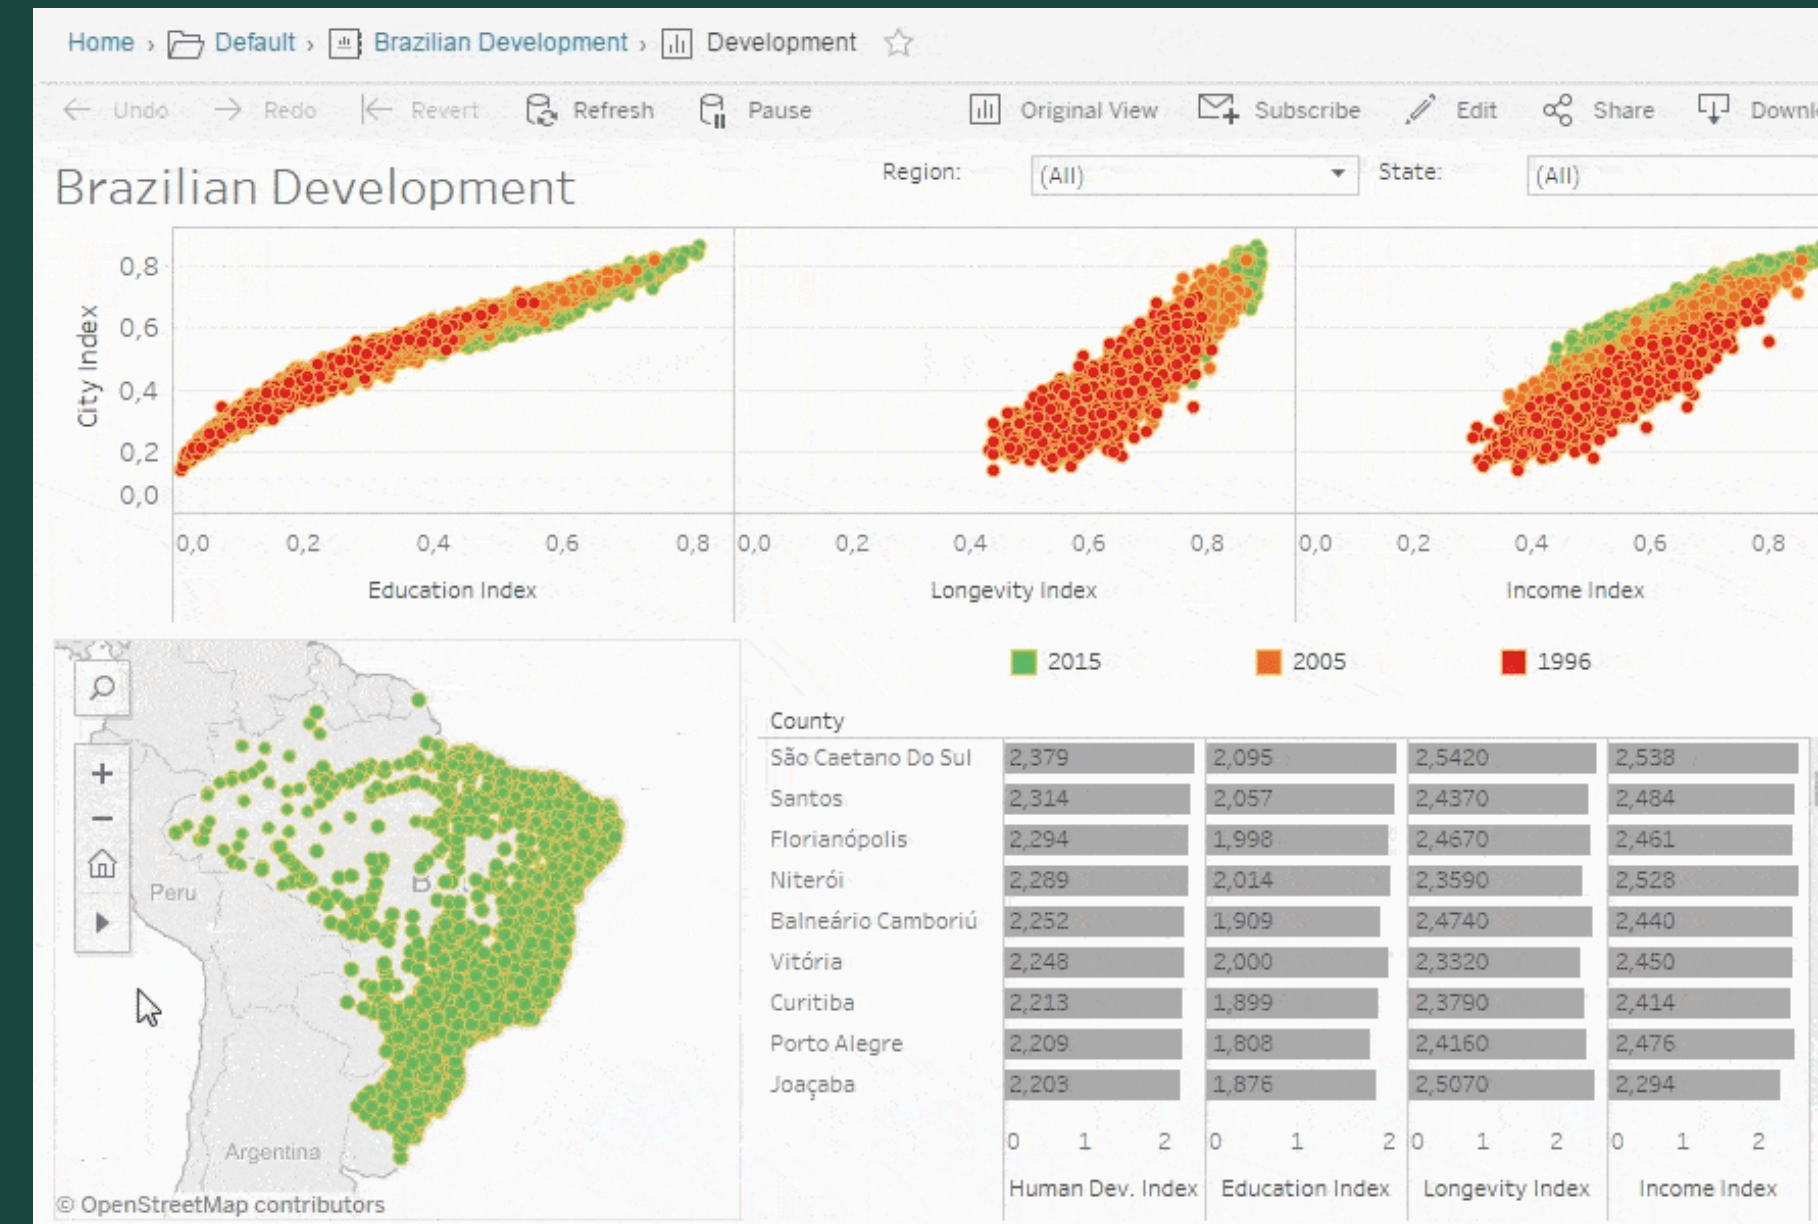 Home › Default › Brazilian Development › Development
Undo Redo Revert Refresh Pause Original View Subscribe Edit Share Downl
Brazilian Development
Region: (All) State: (All)
City Index
0,8
0,6
0,4
0,2
0,0
0,0 0,2 0,4 0,6 0,8 0,0 0,2 0,4 0,6 0,8 0,0 0,2 0,4 0,6 0,8
Education Index Longevity Index Income Index
2015 2005 1996
Peru
Argentina
© OpenStreetMap contributors
County
São Caetano Do Sul 2,379 2,095 2,5420 2,538
Santos 2,314 2,057 2,4370 2,484
Florianópolis 2,294 1,998 2,4670 2,461
Niterói 2,289 2,014 2,3590 2,528
Balneário Camboriú 2,252 1,909 2,4740 2,440
Vitória 2,248 2,000 2,3320 2,450
Curitiba 2,213 1,899 2,3790 2,414
Porto Alegre 2,209 1,808 2,4160 2,476
Joaçaba 2,203 1,876 2,5070 2,294
0 1 2 0 1 2 0 1 2 0 1 2
Human Dev. Index Education Index Longevity Index Income Index